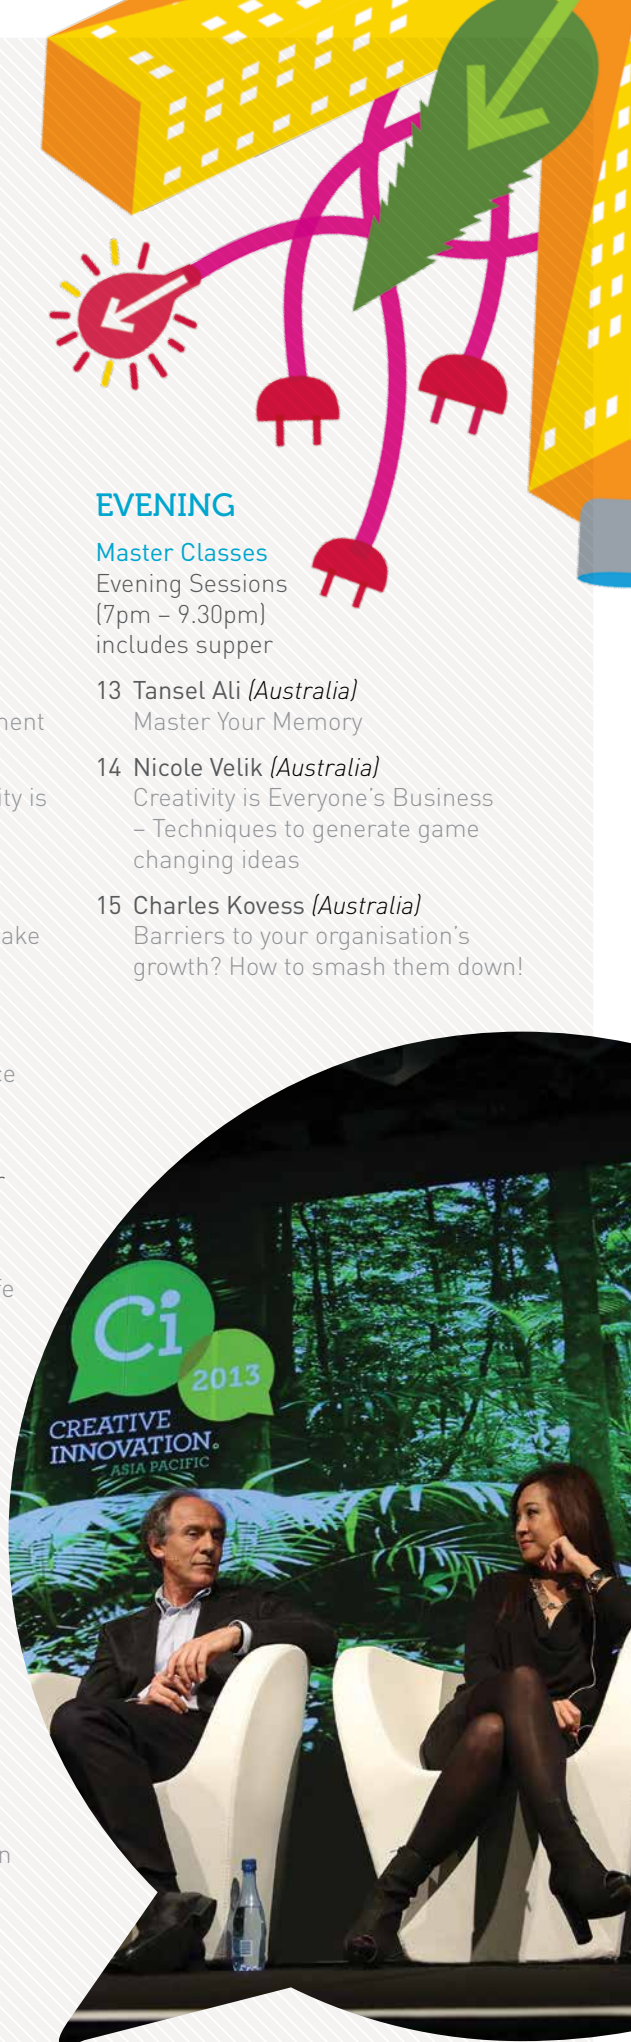 EVENING
Master Classes
Evening Sessions
(7pm – 9.30pm)
includes supper
13 Tansel Ali (Australia)
Master Your Memory
14 Nicole Velik (Australia)
Creativity is Everyone's Business
– Techniques to generate game
changing ideas
15 Charles Kovess (Australia)
Barriers to your organisation's
growth? How to smash them down!
ity is
Ci
2013
CREATIVE
INNOVATION
ASIA PACIFIC